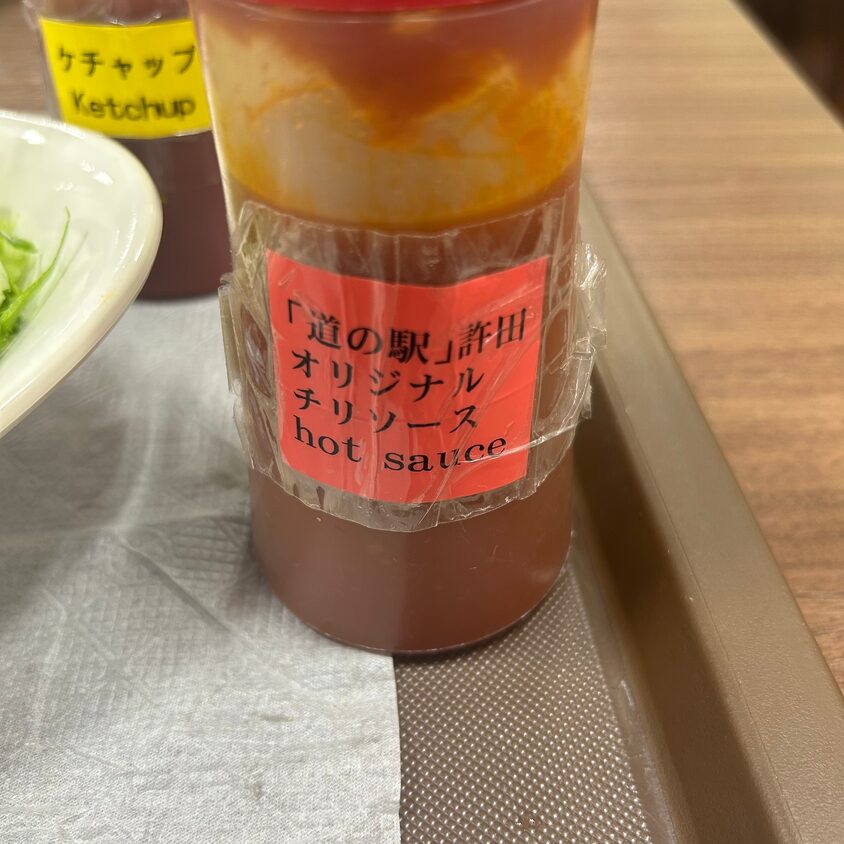 ケチャップ
Ketchup
「道の駅」許田
オリジナル
チリソース
hot sauce